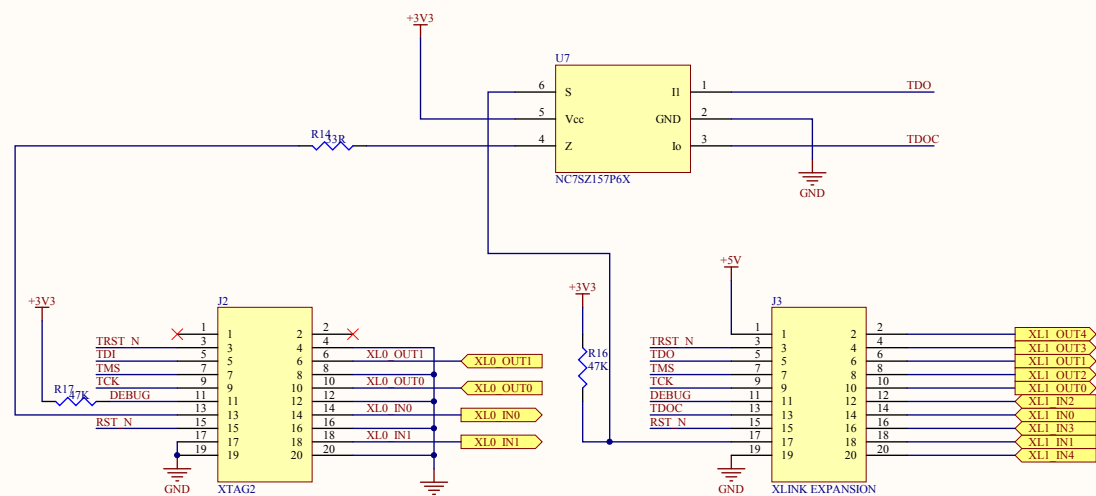 +3V3
U7
6 S I1 1 TDO
5 Vcc GND 2
4 Z Io 3 TDOC
R14 33R
NC7SZ157P6X
GND
+5V
+3V3
+3V3
J2
J3
1 1 2 2
TRST_N 3 3 4 4
TDI 5 5 6 6 XL0_OUT1 XL0_OUT1
TMS 7 7 8 8
TCK 9 9 10 10 XL0_OUT0 XL0_OUT0
R17 47K DEBUG 11 11 12 12
13 13 14 14 XL0_IN0 XL0_IN0
RST_N 15 15 16 16
17 17 18 18 XL0_IN1 XL0_IN1
19 19 20 20
GND
XTAG2
R16
47K
1 1 2 2 XL1_OUT4
TRST_N 3 3 4 4 XL1_OUT3
TDO 5 5 6 6 XL1_OUT1
TMS 7 7 8 8 XL1_OUT2
TCK 9 9 10 10 XL1_OUT0
DEBUG 11 11 12 12 XL1_IN2
TDOC 13 13 14 14 XL1_IN0
RST_N 15 15 16 16 XL1_IN3
17 17 18 18 XL1_IN1
19 19 20 20 XL1_IN4
GND
XLINK EXPANSION